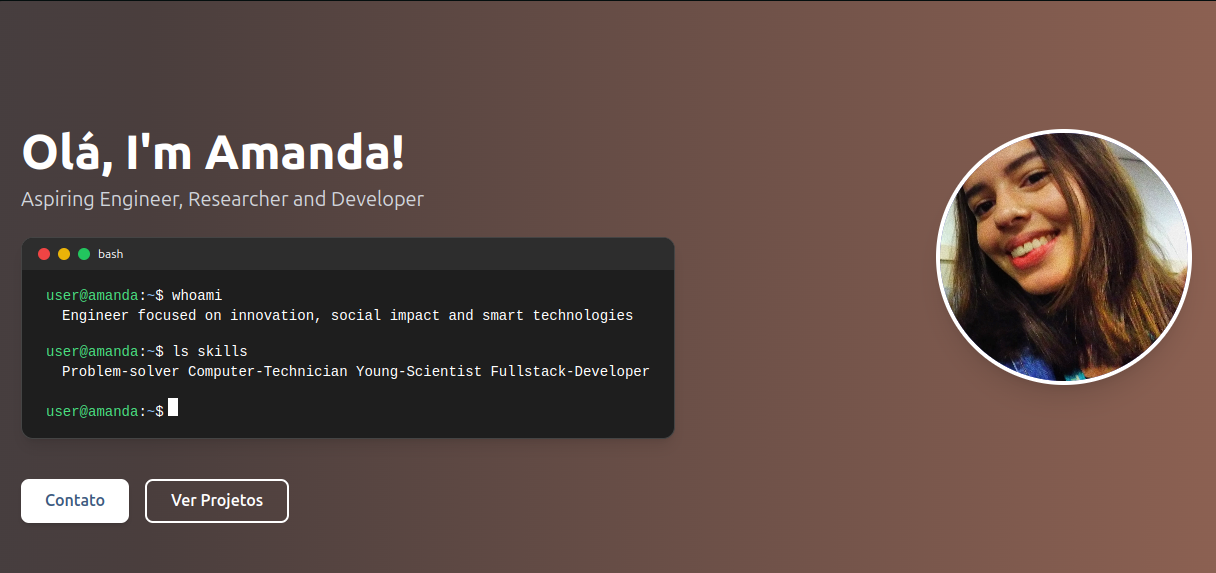 Olá, I'm Amanda!
Aspiring Engineer, Researcher and Developer
bash
user@amanda:~$ whoami
Engineer focused on innovation, social impact and smart technologies
user@amanda:~$ ls skills
Problem-solver Computer-Technician Young-Scientist Fullstack-Developer
user@amanda:~$
Contato
Ver Projetos